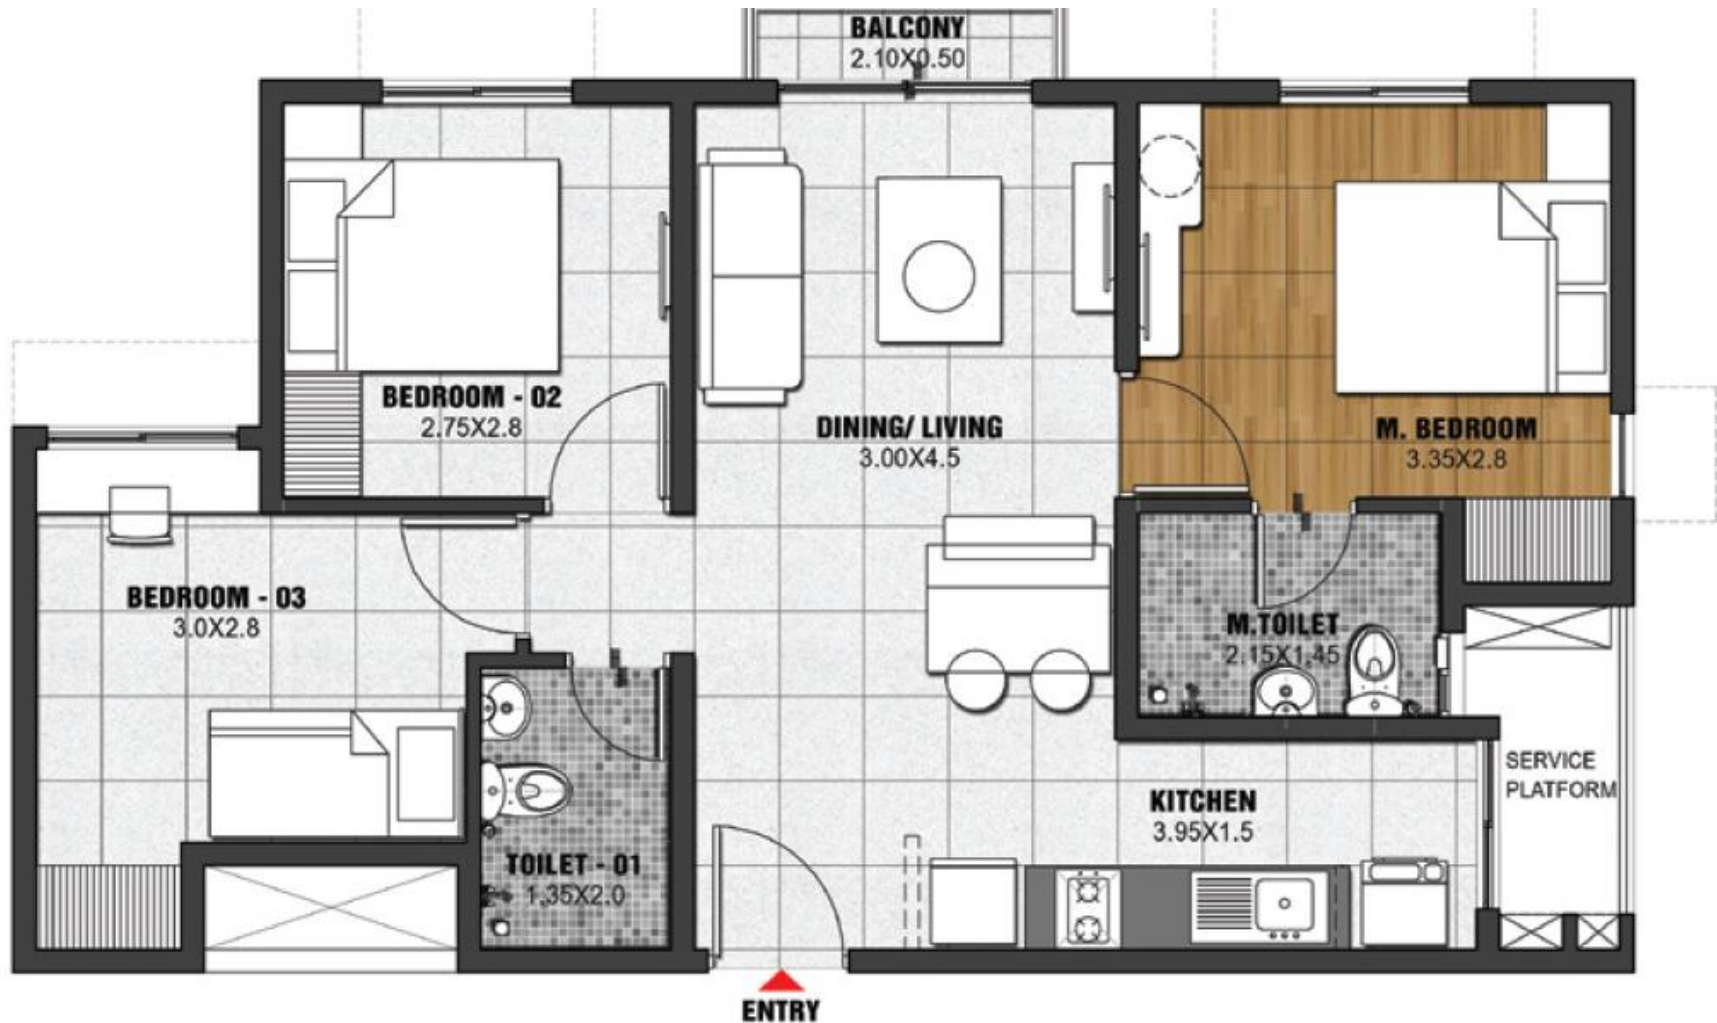 BALCONY
2.10X0.50
BEDROOM - 02
2.75X2.8
DINING/ LIVING
3.00X4.5
M. BEDROOM
3.35X2.8
BEDROOM - 03
3.0X2.8
M.TOILET
2.15X1.45
SERVICE
PLATFORM
KITCHEN
3.95X1.5
TOILET - 01
1.35X2.0
ENTRY